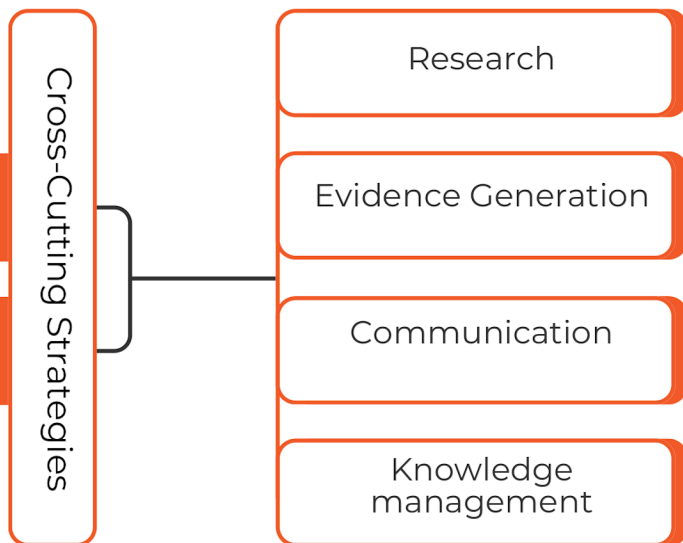 Cross-Cutting Strategies
Research
Evidence Generation
Communication
Knowledge
management